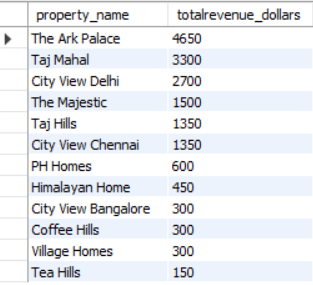 property_name totalrevenue_dollars
The Ark Palace 4650
Taj Mahal 3300
City View Delhi 2700
The Majestic 1500
Taj Hills 1350
City View Chennai 1350
PH Homes 600
Himalayan Home 450
City View Bangalore 300
Coffee Hills 300
Village Homes 300
Tea Hills 150